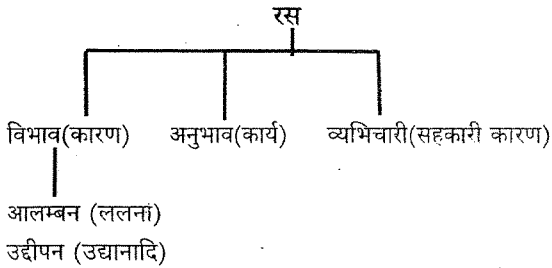 रस
विभाव(कारण) अनुभाव(कार्य) व्यभिचारी(सहकारी कारण)
आलम्बन (ललनां)
उद्दीपन (उद्यानादि)